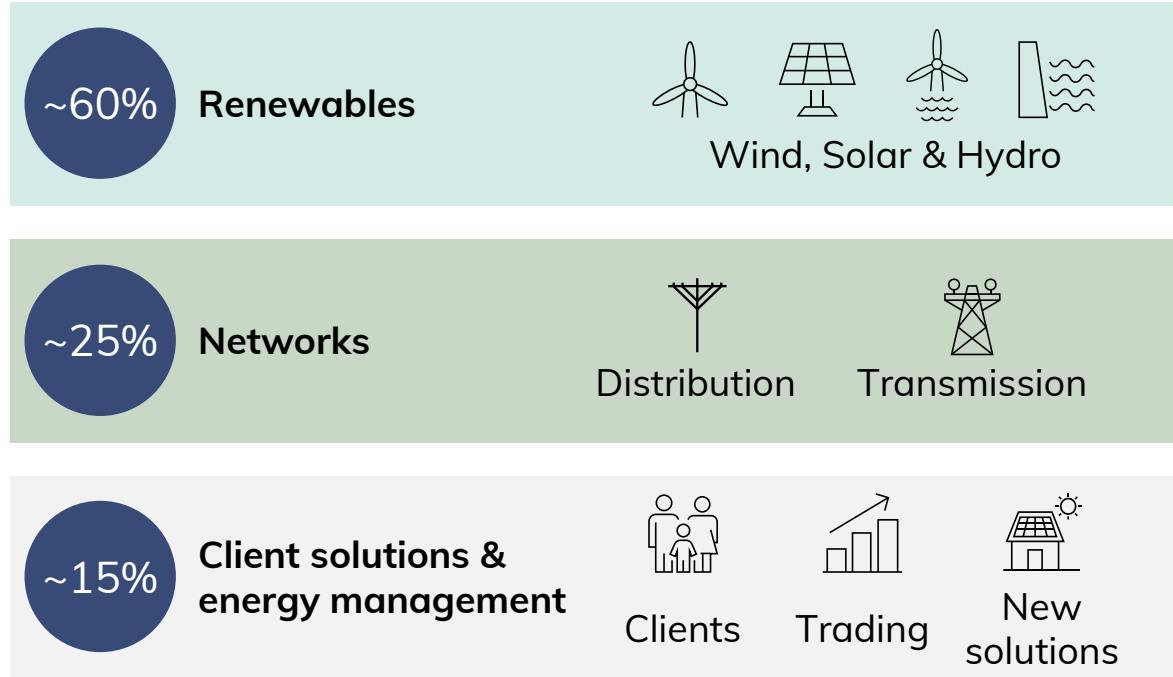 ~60%
Renewables
Wind, Solar & Hydro
~25%
Networks
Distribution
Transmission
~15%
Client solutions &
energy management
Clients
Trading
New
solutions